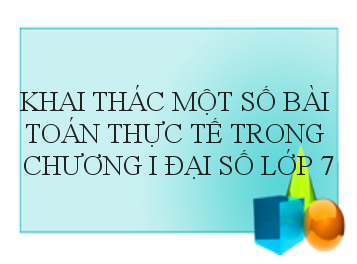 KHAI THÁC MỘT SỐ BÀI
TOÁN THỰC TẾ TRONG
CHƯƠNG I ĐẠI SỐ LỚP 7